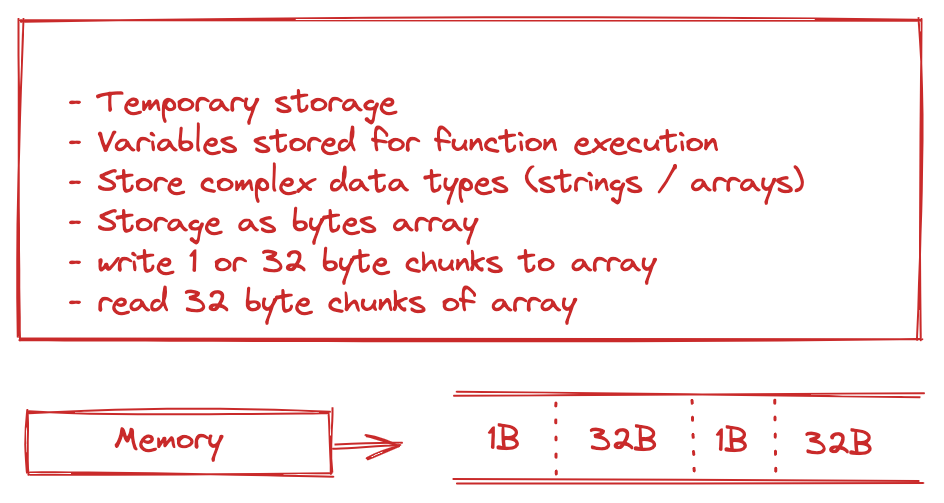 - Temporary storage
- Variables stored for function execution
- Store complex data types (strings / arrays)
- Storage as bytes array
- write 1 or 32 byte chunks to array
- read 32 byte chunks of array
Memory
1B 32B 1B 32B